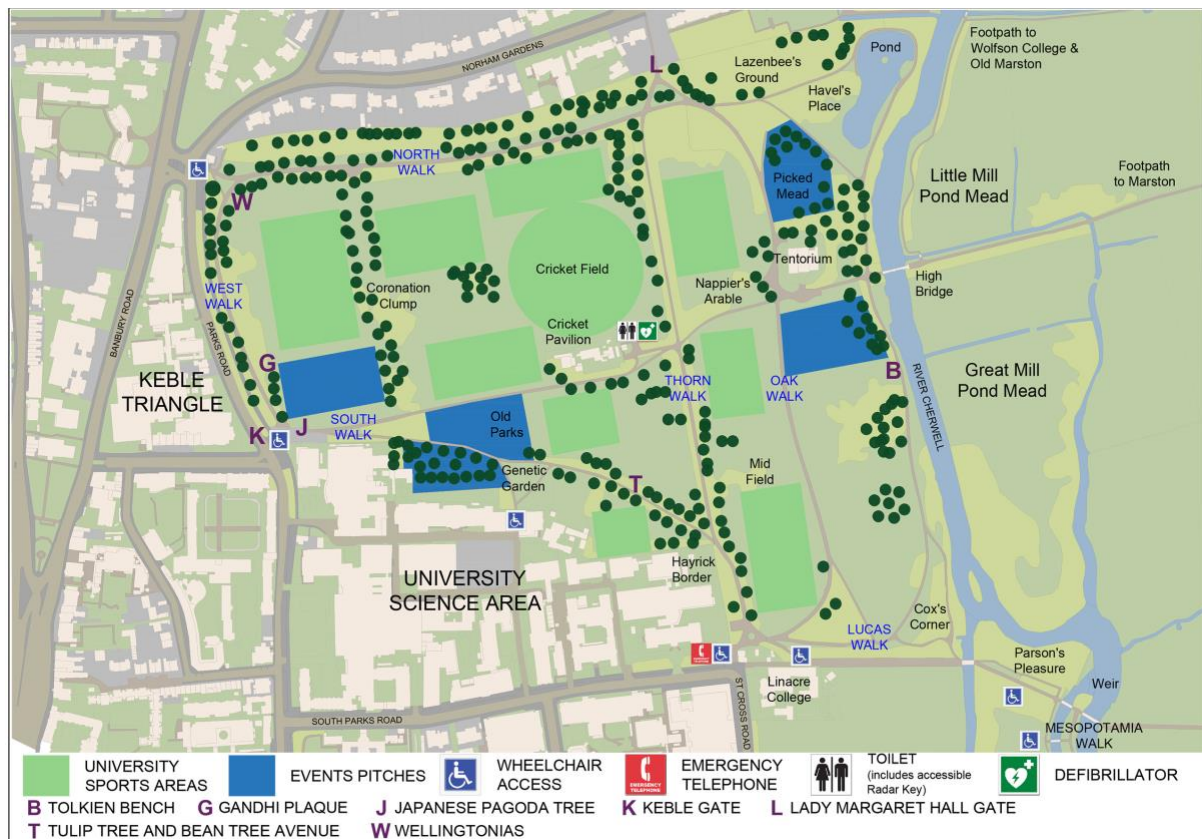 Footpath to
Wolfson College &
Old Marston
NORHAM GARDENS
L
Lazenbee's
Ground
Pond
Havel's
Place
NORTH
WALK
Little Mill
Pond Mead
Footpath
to Marston
Picked
Mead
W
Cricket Field
Tentorium
High
Bridge
Nappier's
Arable
Coronation
Clump
WEST
WALK
BANBURY ROAD
PARKS ROAD
Cricket
Pavilion
G
KEBLE
TRIANGLE
THORN
WALK
OAK
WALK
B
Great Mill
Pond Mead
RIVER CHERWELL
K
J
SOUTH
WALK
Old
Parks
Genetic
Garden
T
Mid
Field
Hayrick
Border
UNIVERSITY
SCIENCE AREA
Cox's
Corner
LUCAS
WALK
EMERGENCY
TELEPHONE
Linacre
College
Parson's
Pleasure
Weir
ST CROSS ROAD
SOUTH PARKS ROAD
MESOPOTAMIA
WALK
UNIVERSITY
SPORTS AREAS
EVENTS PITCHES
WHEELCHAIR
ACCESS
EMERGENCY
TELEPHONE
EMERGENCY
TELEPHONE
TOILET
(includes accessible
Radar Key)
DEFIBRILLATOR
B TOLKIEN BENCH G GANDHI PLAQUE J JAPANESE PAGODA TREE K KEBLE GATE L LADY MARGARET HALL GATE
T TULIP TREE AND BEAN TREE AVENUE W WELLINGTONIAS